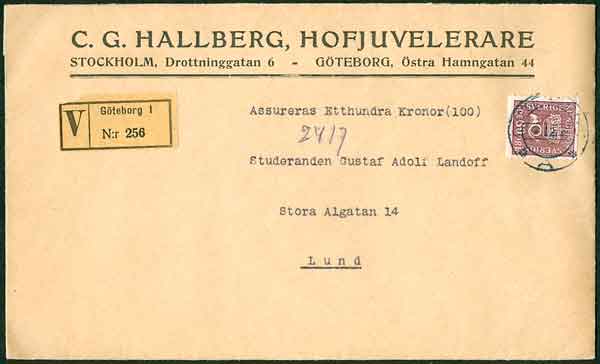 C. G. HALLBERG, HOFJUVELERARE
STOCKHOLM, Drottninggatan 6 - GÖTEBORG, Östra Hamngatan 44
V
Göteborg 1
N:r 256
Assureras Etthundra Kronor(100)
24/7
Studeranden Gustaf Adolf Landoff
Stora Algatan 14
Lund
SVERIGE